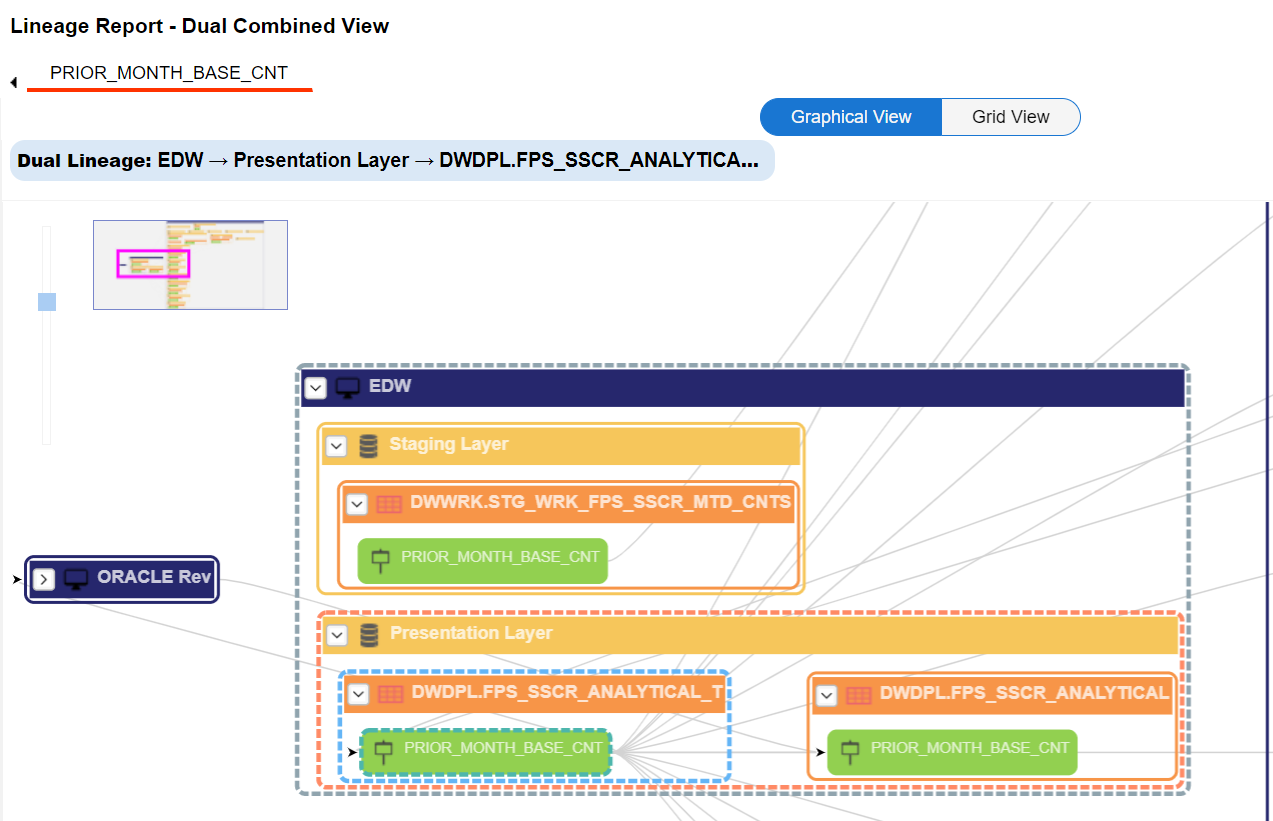 Lineage Report - Dual Combined View
PRIOR_MONTH_BASE_CNT
Graphical View
Grid View
Dual Lineage: EDW → Presentation Layer → DWDPL.FPS_SSCR_ANALYTICA...
EDW
Staging Layer
DWWRK.STG_WRK_FPS_SSCR_MTD_CNTS
PRIOR_MONTH_BASE_CNT
ORACLE Rev
Presentation Layer
DWDPL.FPS_SSCR_ANALYTICAL_T
DWDPL.FPS_SSCR_ANALYTICAL
PRIOR_MONTH_BASE_CNT
PRIOR_MONTH_BASE_CNT